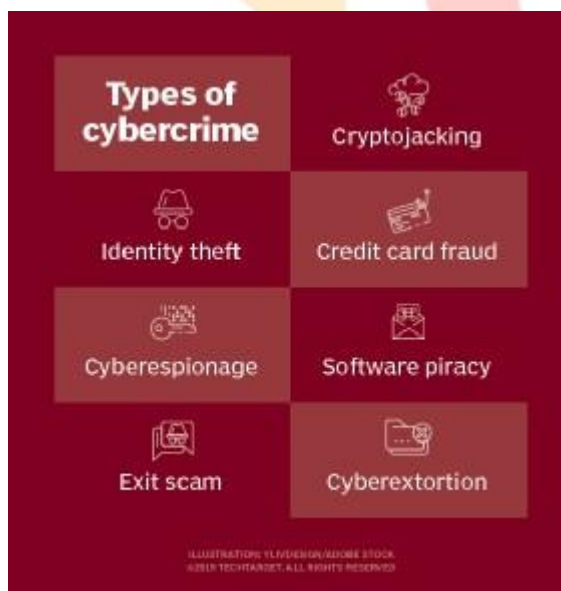 Types of
cybercrime
Cryptojacking
Identity theft
Credit card fraud
Cyberespionage
Software piracy
Exit scam
Cyberextortion
ILLUSTRATION: YLIVDESIGN/ADOBE STOCK
©2019 TECHTARGET. ALL RIGHTS RESERVED